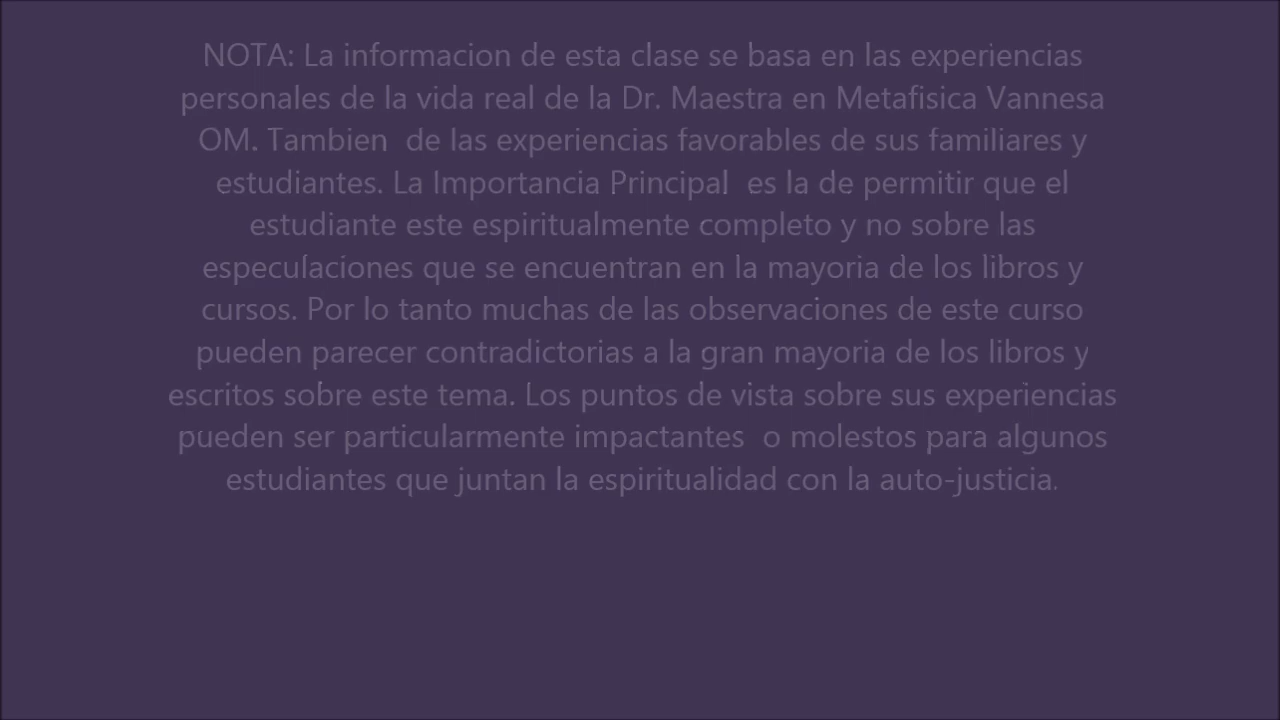 NOTA: La informacion de esta clase se basa en las experiencias
personales de la vida real de la Dr. Maestra en Metafisica Vannesa
OM. Tambien  de las experiencias favorables de sus familiares y
estudiantes. La Importancia Principal  es la de permitir que el
estudiante este espiritualmente completo y no sobre las
especulaciones que se encuentran en la mayoria de los libros y
cursos. Por lo tanto muchas de las observaciones de este curso
pueden parecer contradictorias a la gran mayoria de los libros y
escritos sobre este tema. Los puntos de vista sobre sus experiencias
pueden ser particularmente impactantes  o molestos para algunos
estudiantes que juntan la espiritualidad con la auto-justicia.